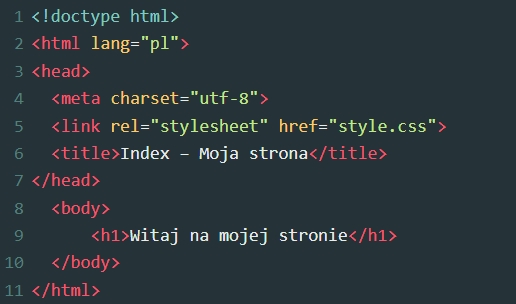 1 <!doctype html>
2 <html lang="pl">
3 <head>
4 <meta charset="utf-8">
5 <link rel="stylesheet" href="style.css">
6 <title>Index – Moja strona</title>
7 </head>
8 <body>
9 <h1>Witaj na mojej stronie</h1>
10 </body>
11 </html>